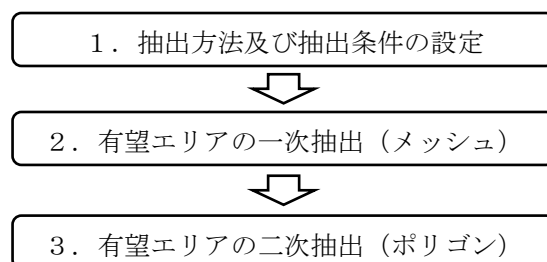 １．抽出方法及び抽出条件の設定
２．有望エリアの一次抽出（メッシュ）
３．有望エリアの二次抽出（ポリゴン）